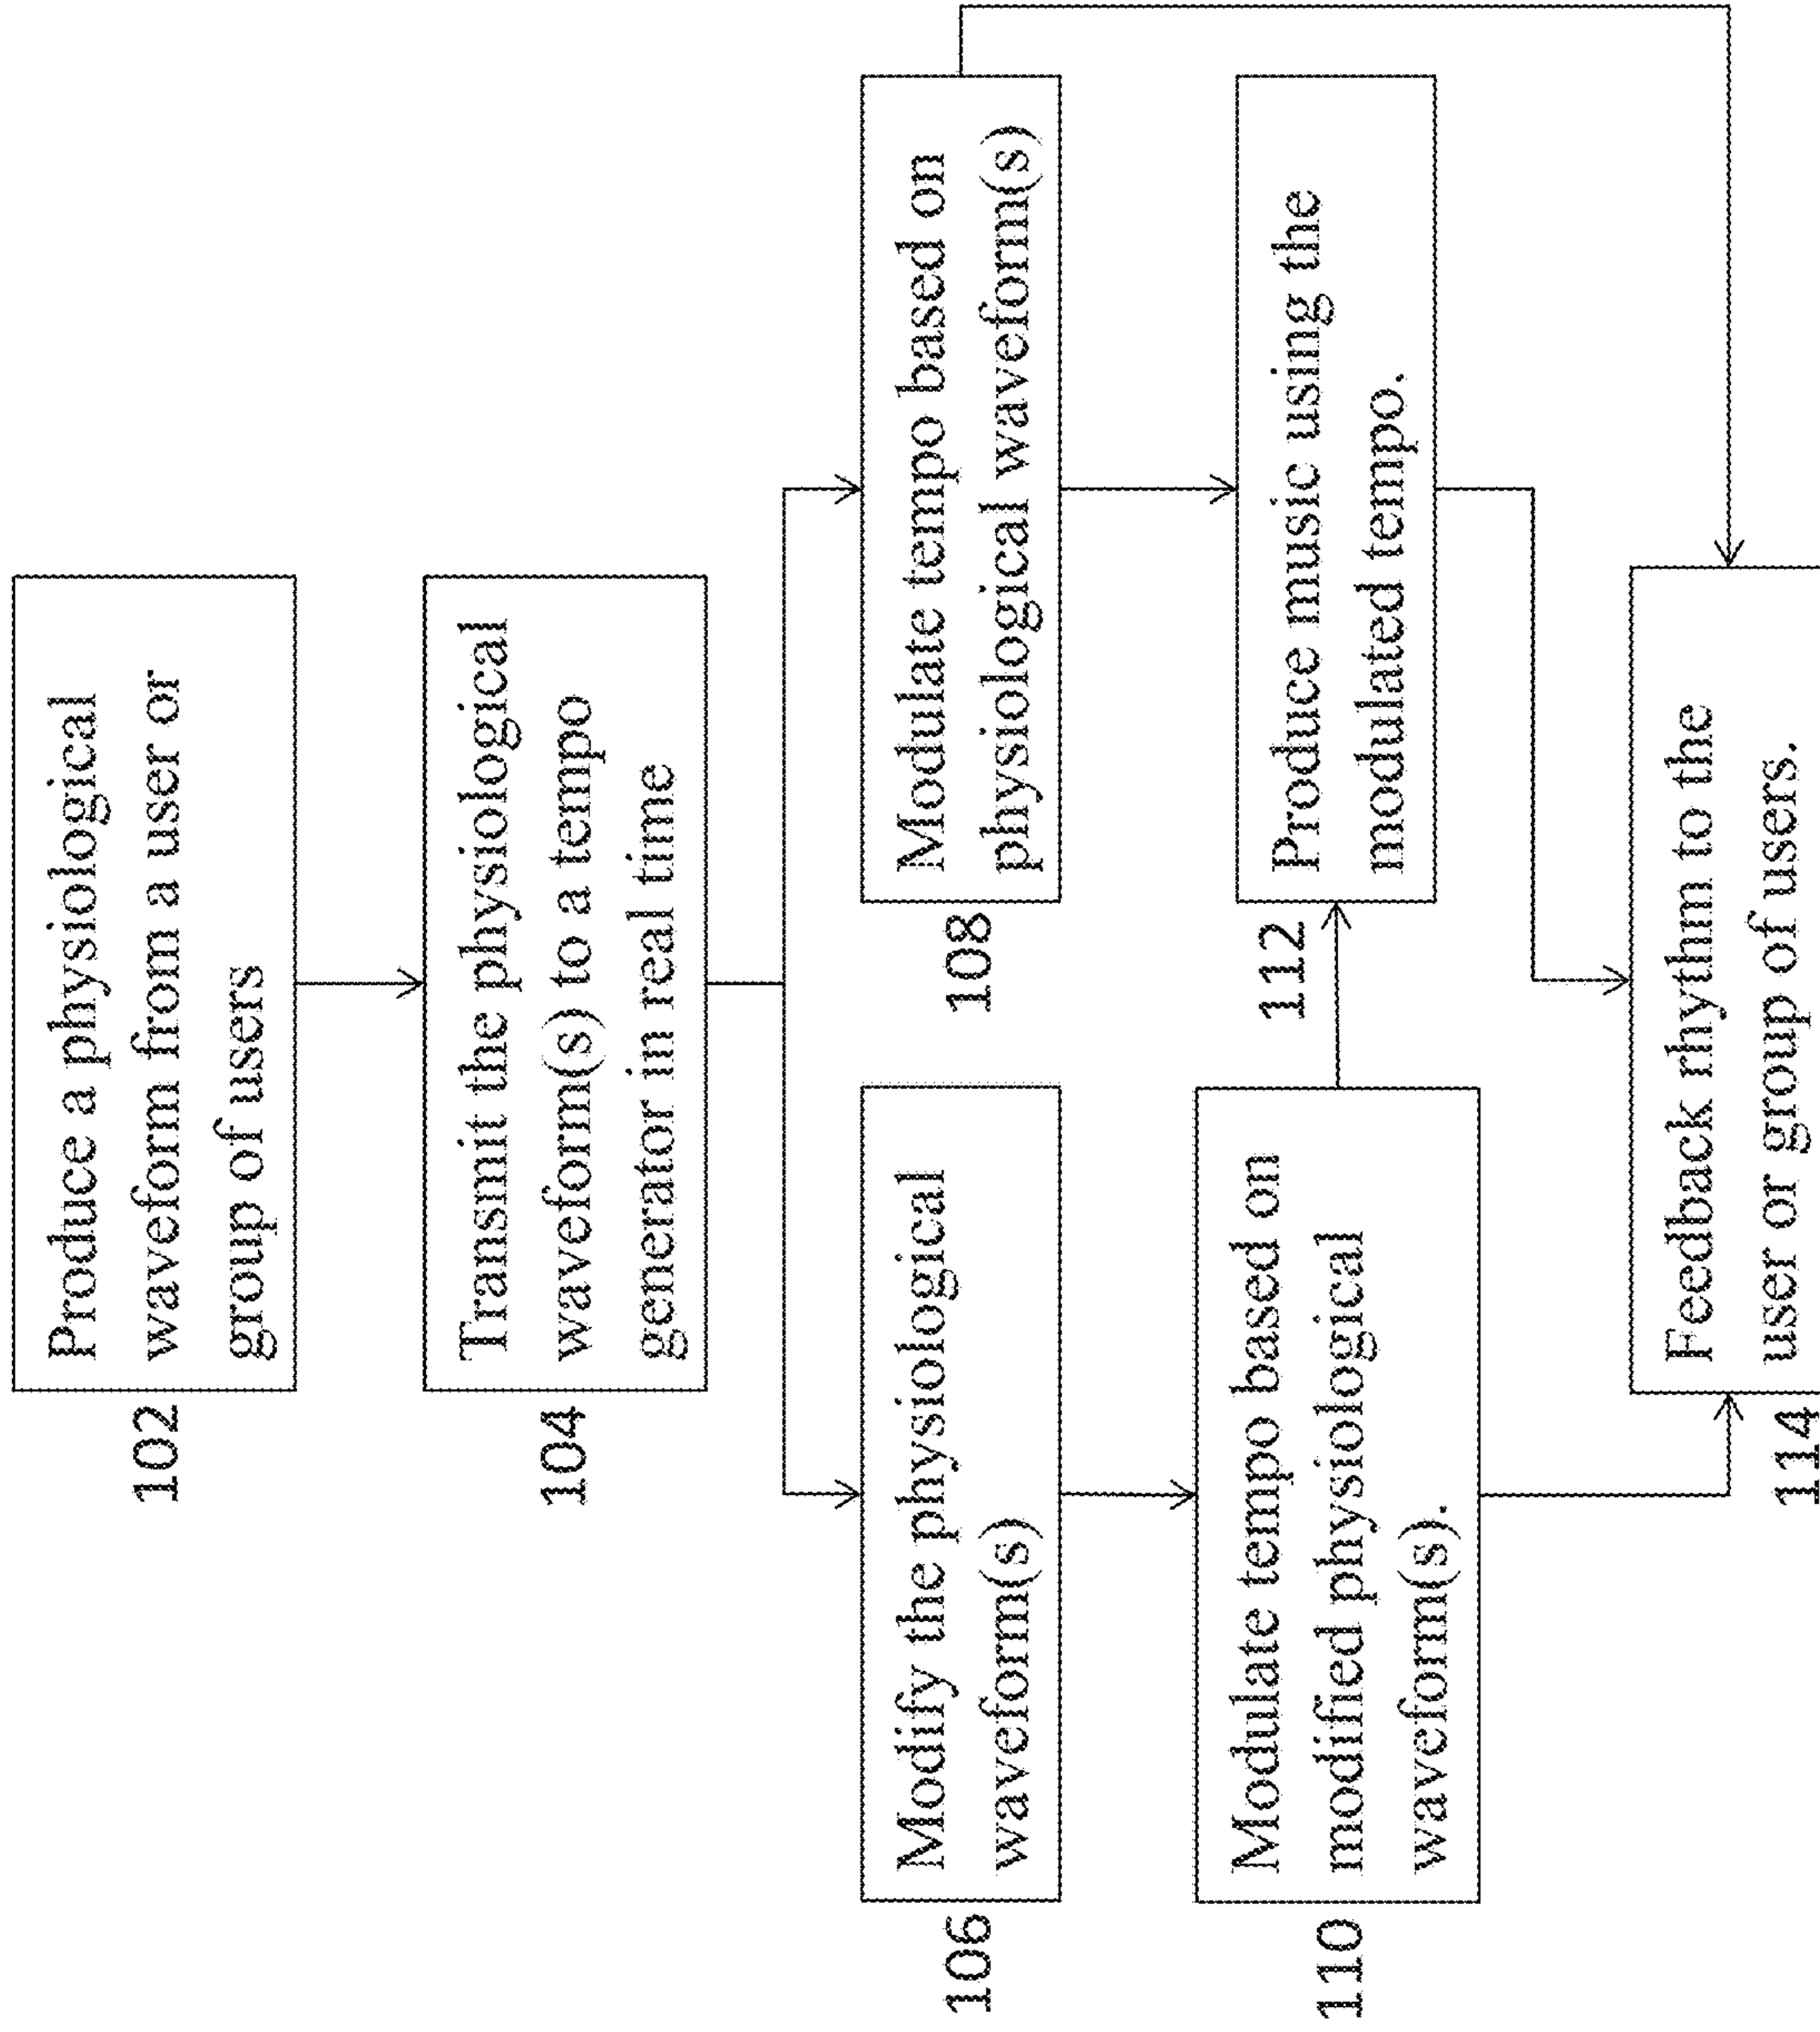 102
Produce a physiological
waveform from a user or
group of users
104
Transmit the physiological
waveform(s) to a tempo
generator in real time
106
Modify the physiological
waveform(s)
108
Modulate tempo based on
physiological waveform(s)
110
Modulate tempo based on
modified physiological
waveform(s).
112
Produce music using the
modulated tempo.
114
Feedback rhythm to the
user or group of users.